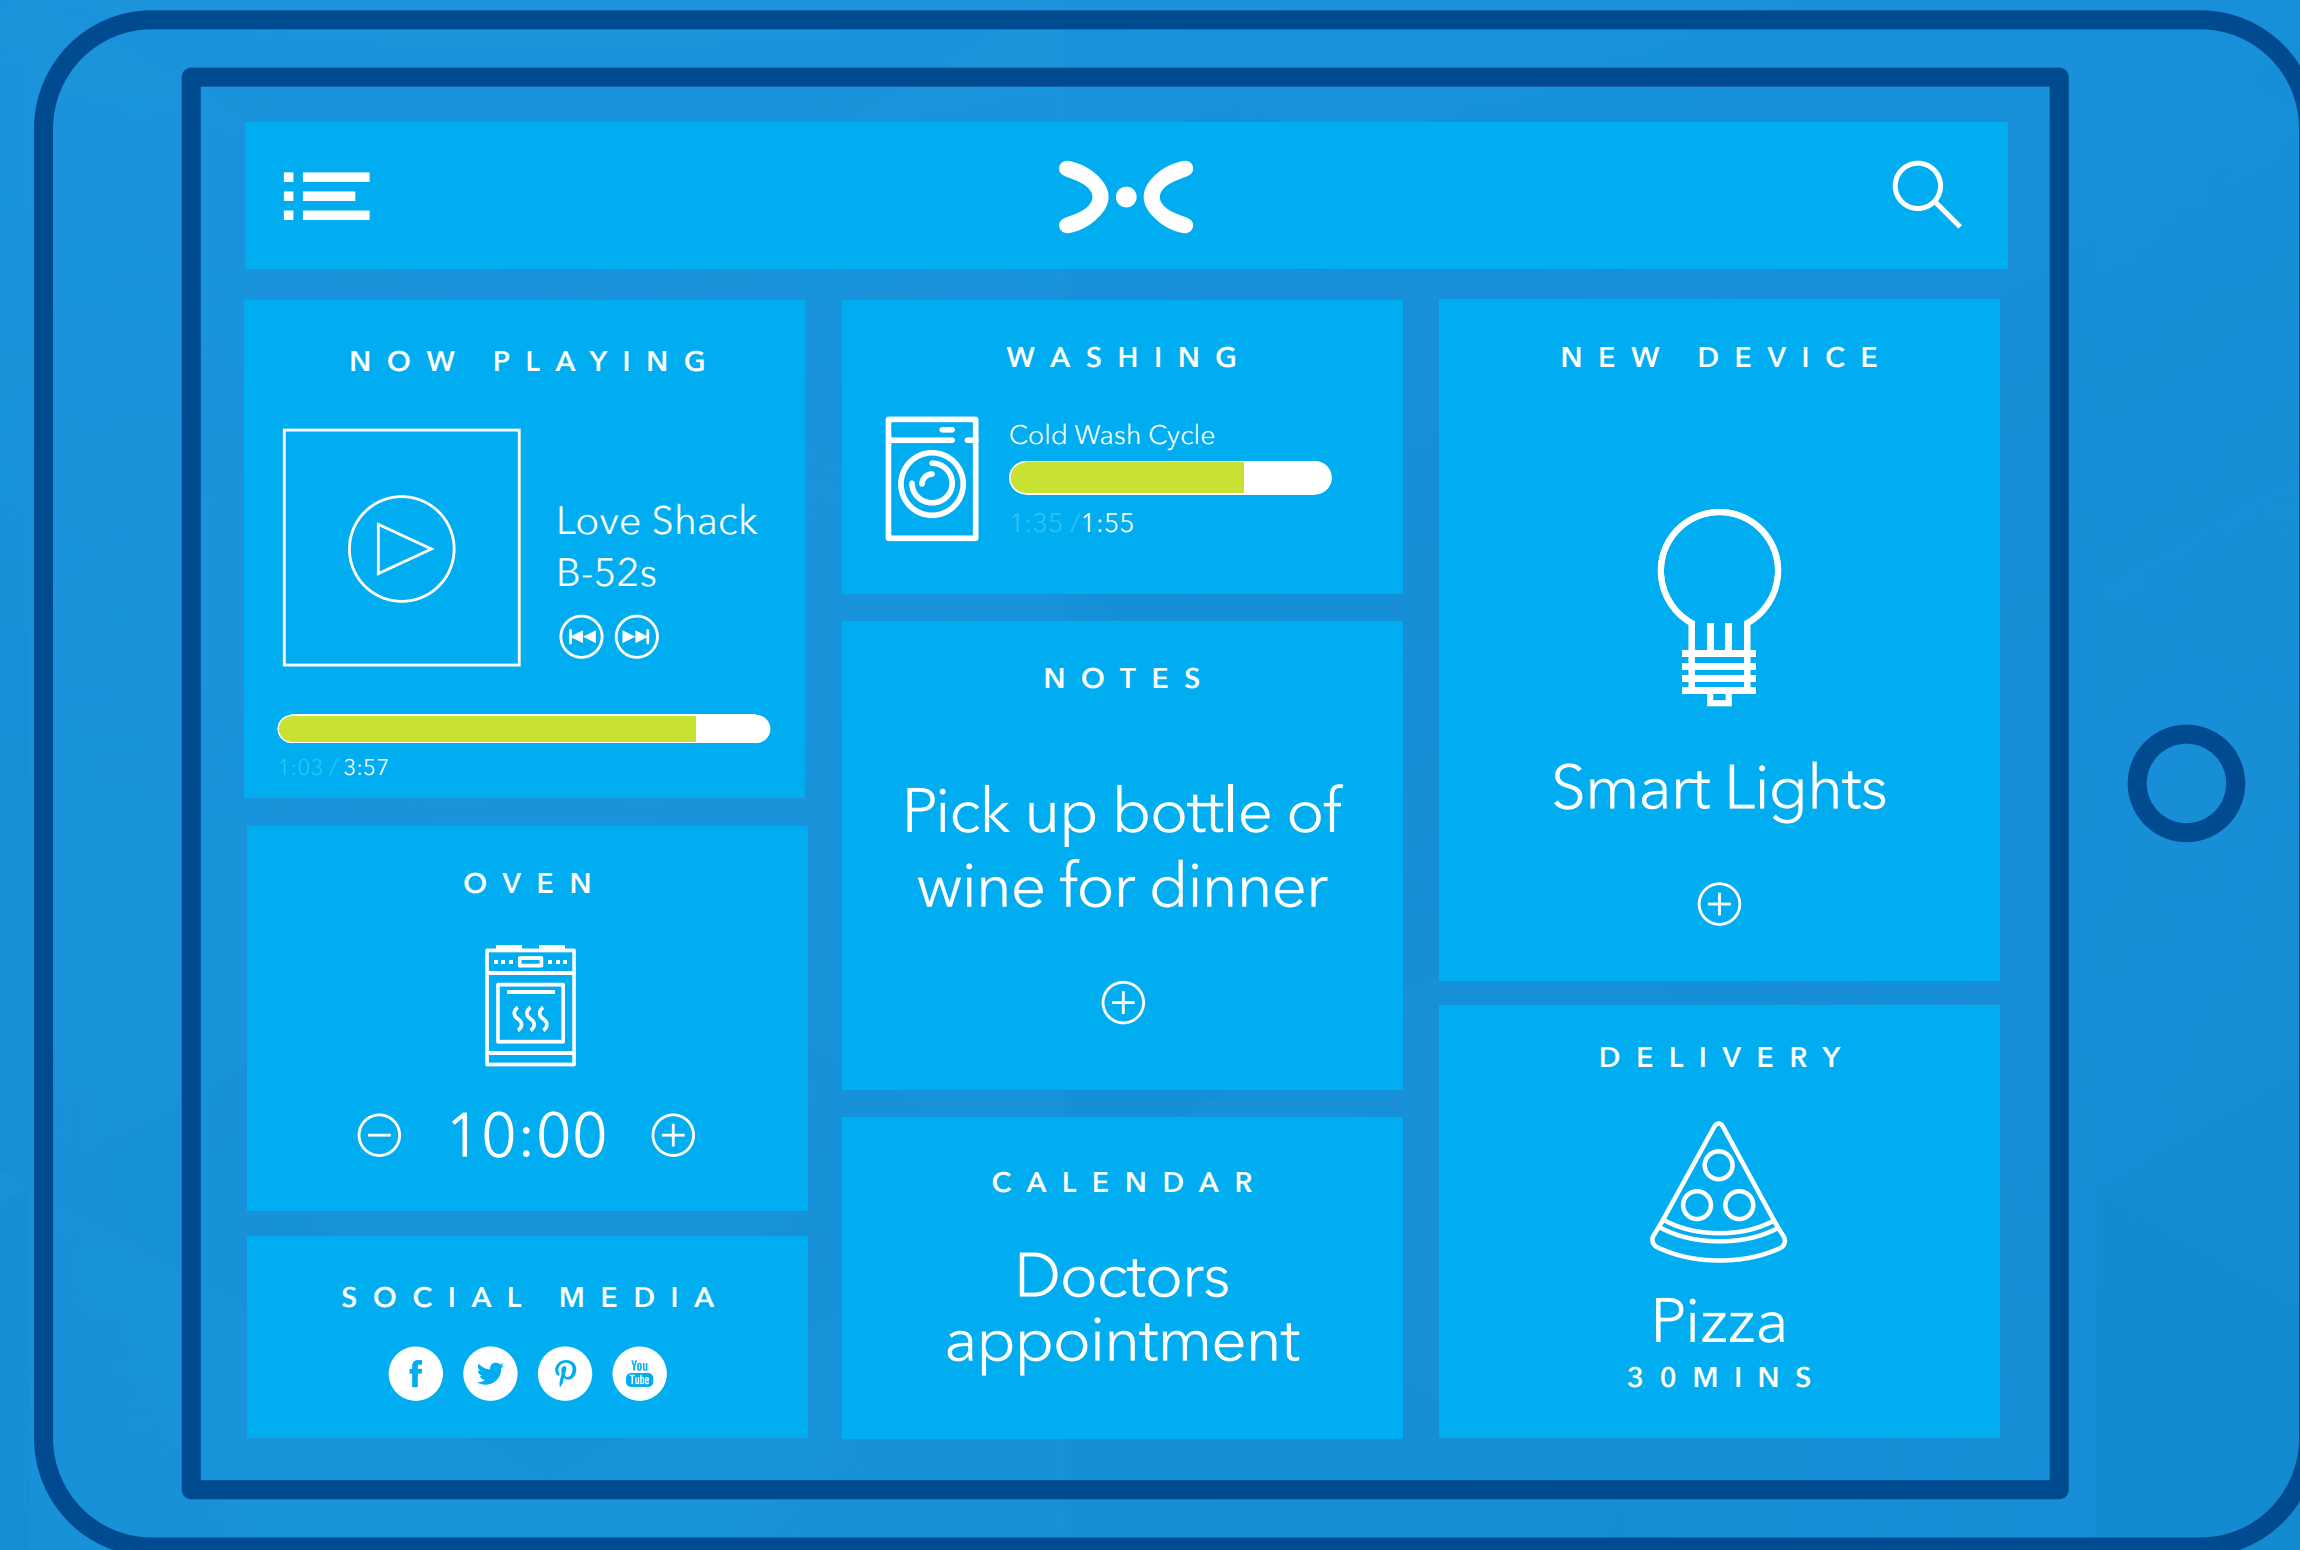 NOW PLAYING
Love Shack
B-52s
1:03 / 3:57
OVEN
10:00
SOCIAL MEDIA
f
You
Tube
WASHING
Cold Wash Cycle
1:35 /1:55
NOTES
Pick up bottle of
wine for dinner
CALENDAR
Doctors
appointment
NEW DEVICE
Smart Lights
DELIVERY
Pizza
30MINS